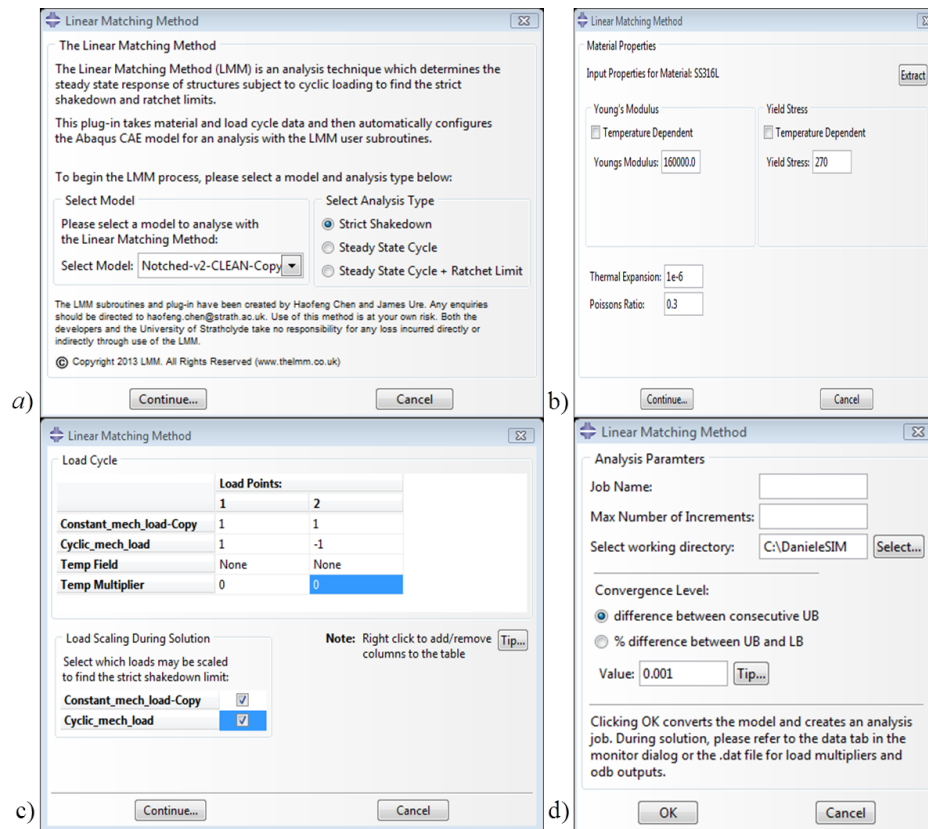 Linear Matching Method
The Linear Matching Method
The Linear Matching Method (LMM) is an analysis technique which determines the
steady state response of structures subject to cyclic loading to find the strict
shakedown and ratchet limits.
This plug-in takes material and load cycle data and then automatically configures
the Abaqus CAE model for an analysis with the LMM user subroutines.
To begin the LMM process, please select a model and analysis type below:
Select Model
Please select a model to analyse with
the Linear Matching Method:
Select Model: Notched-v2-CLEAN-Copy
Select Analysis Type
Strict Shakedown
Steady State Cycle
Steady State Cycle + Ratchet Limit
The LMM subroutines and plug-in have been created by Haofeng Chen and James Ure. Any enquiries
should be directed to haofeng.chen@strath.ac.uk. Use of this method is at your own risk. Both the
developers and the University of Strathclyde take no responsibility for any loss incurred directly or
indirectly through use of the LMM.
© Copyright 2013 LMM. All Rights Reserved (www.thelmm.co.uk)
a) Continue... Cancel
Linear Matching Method
Material Properties
Input Properties for Material: SS316L Extract
Young's Modulus
Temperature Dependent
Youngs Modulus: 160000.0
Yield Stress
Temperature Dependent
Yield Stress: 270
Thermal Expansion: 1e-6
Poissons Ratio: 0.3
b) Continue... Cancel
Linear Matching Method
Load Cycle
Load Points:
1 2
Constant_mech_load-Copy 1 1
Cyclic_mech_load 1 -1
Temp Field None None
Temp Multiplier 0 0
Load Scaling During Solution
Select which loads may be scaled
to find the strict shakedown limit:
Constant_mech_load-Copy
Cyclic_mech_load
Note: Right click to add/remove
columns to the table
Tip...
c) Continue... Cancel
Linear Matching Method
Analysis Paramters
Job Name:
Max Number of Increments:
Select working directory: C:\DanieleSIM Select...
Convergence Level:
difference between consecutive UB
% difference between UB and LB
Value: 0.001 Tip...
Clicking OK converts the model and creates an analysis
job. During solution, please refer to the data tab in the
monitor dialog or the .dat file for load multipliers and
odb outputs.
d) OK Cancel